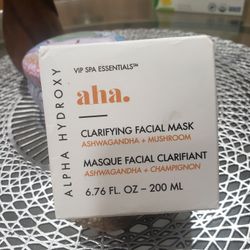 VIP SPA ESSENTIALS™
ALPHA HYDROXY
aha.
CLARIFYING FACIAL MASK
ASHWAGANDHA + MUSHROOM
MASQUE FACIAL CLARIFIANT
ASHWAGANDHA + CHAMPIGNON
6.76 FL. OZ – 200 ML